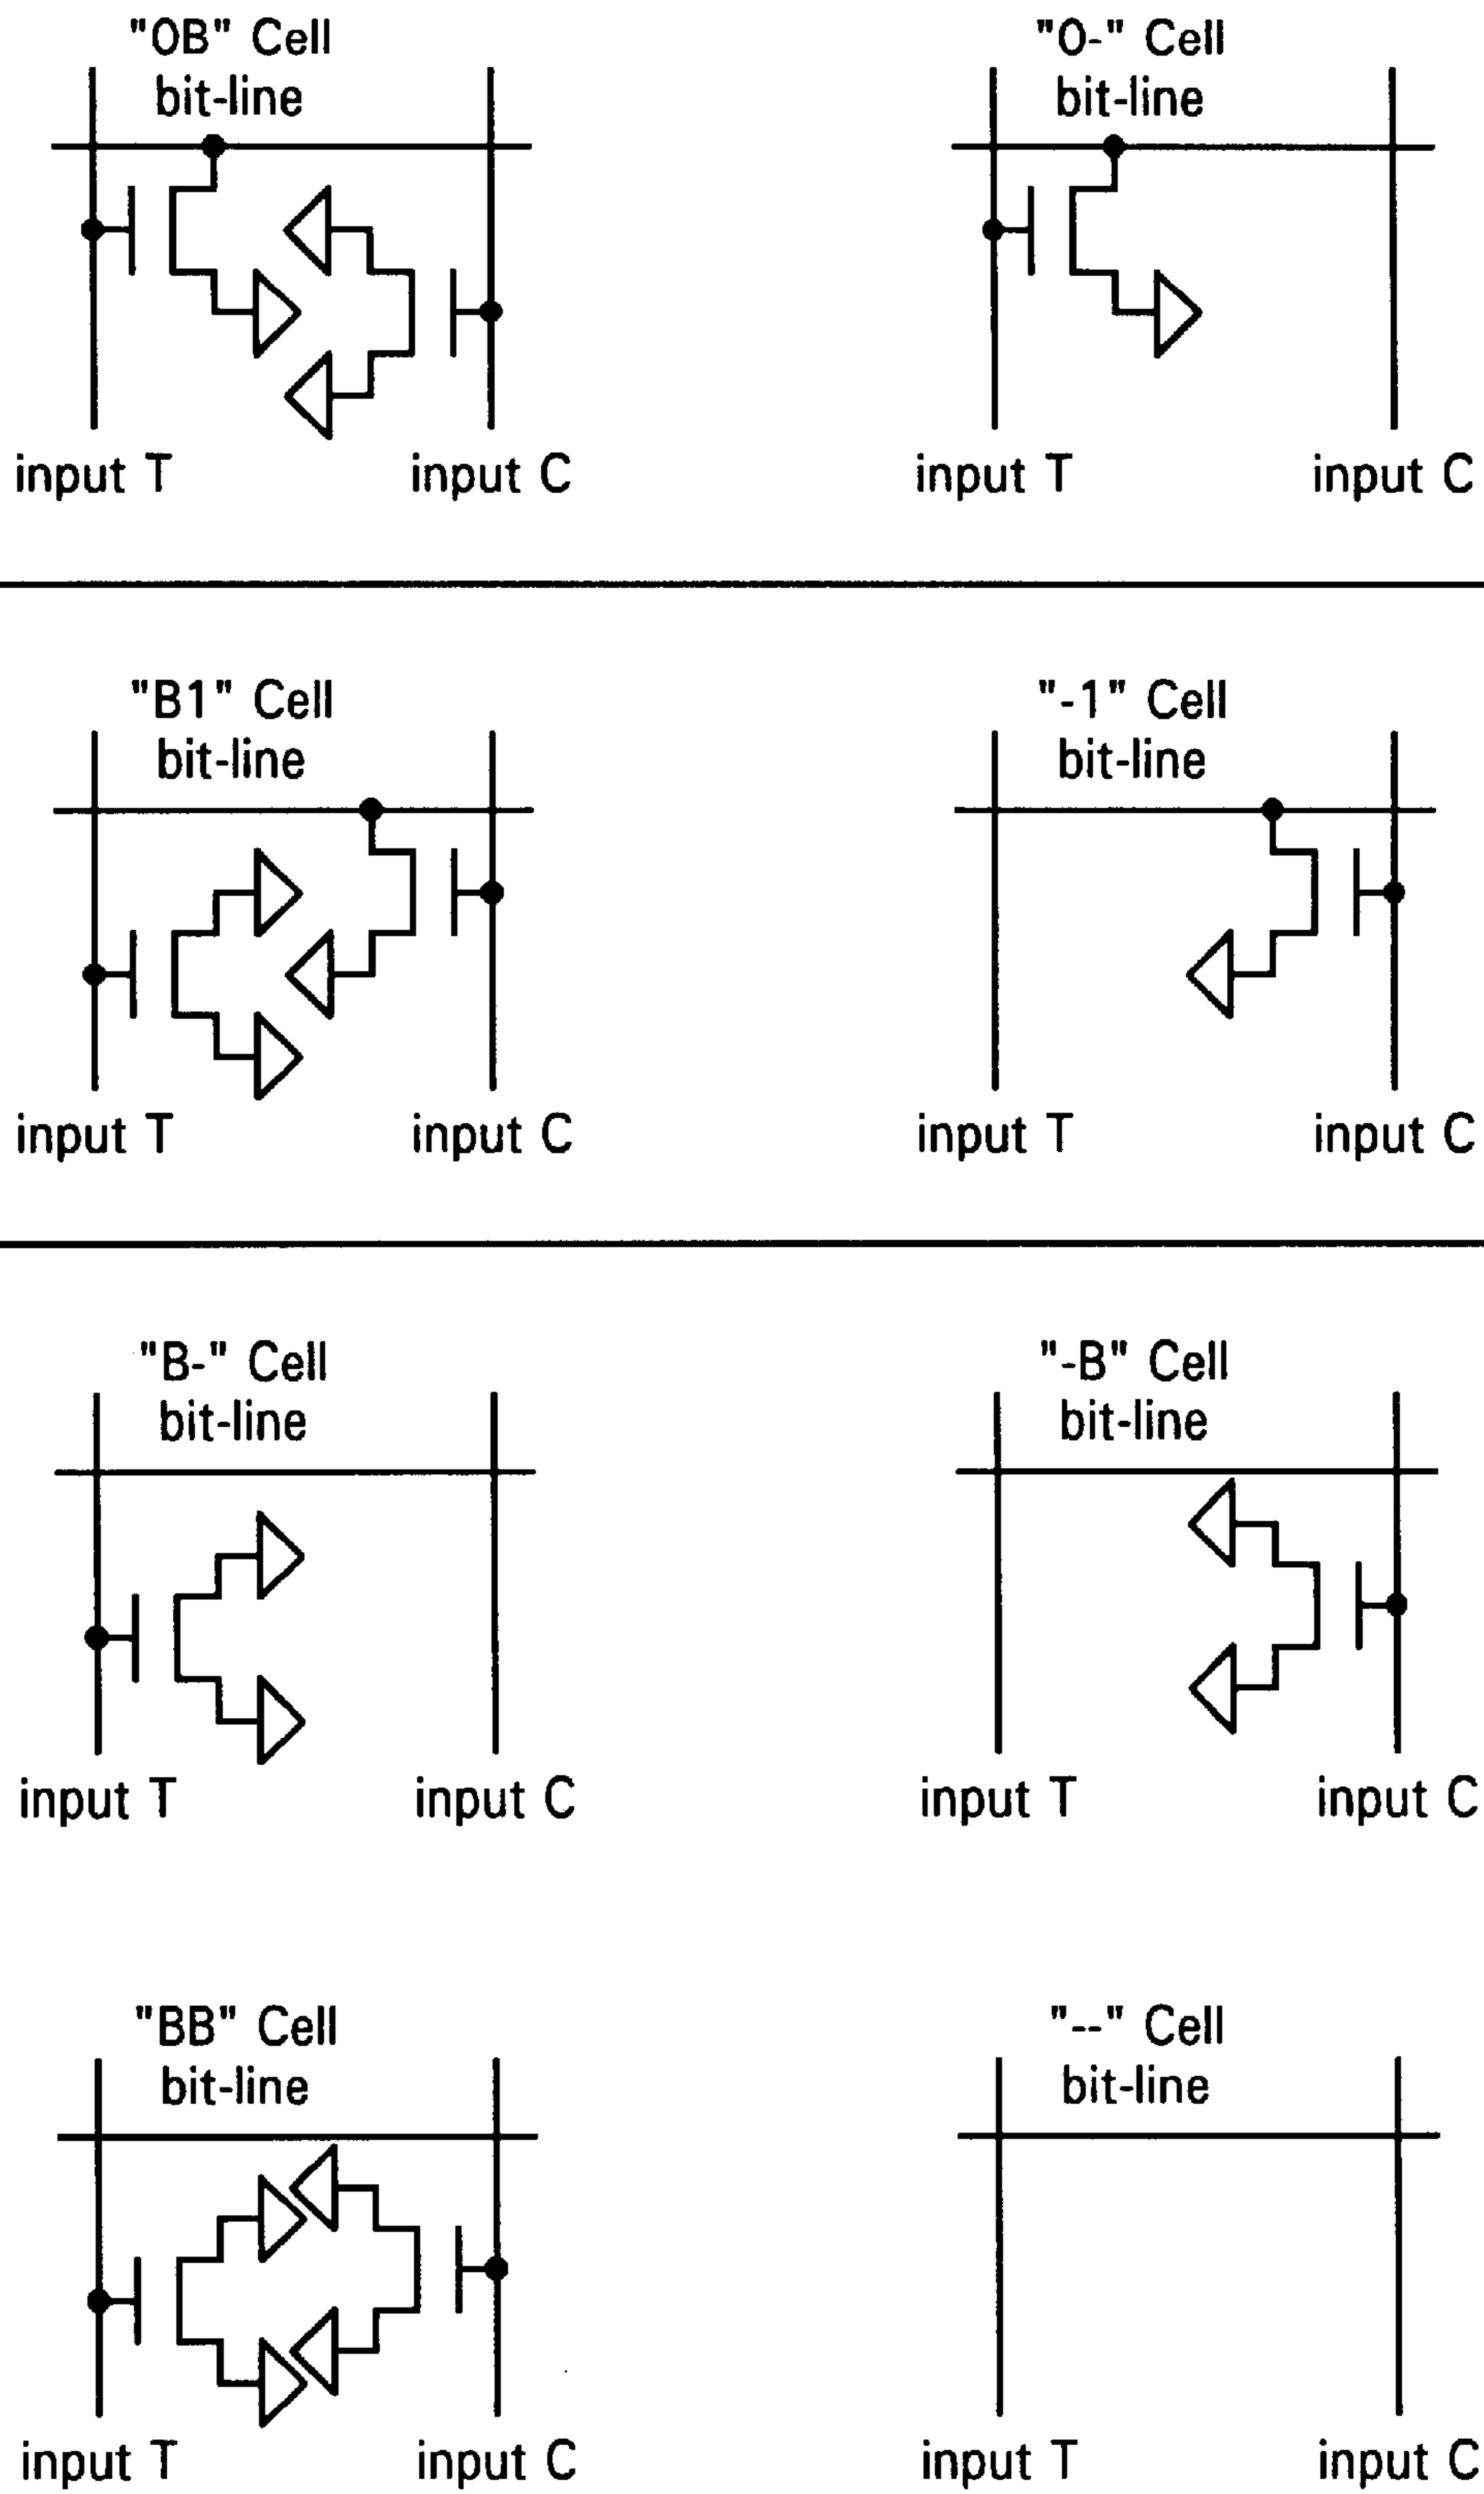 "OB" Cell
bit-line
input T
input C
"O-" Cell
bit-line
input T
input C
"B1" Cell
bit-line
input T
input C
"-1" Cell
bit-line
input T
input C
"B-" Cell
bit-line
input T
input C
"-B" Cell
bit-line
input T
input C
"BB" Cell
bit-line
input T
input C
"--" Cell
bit-line
input T
input C